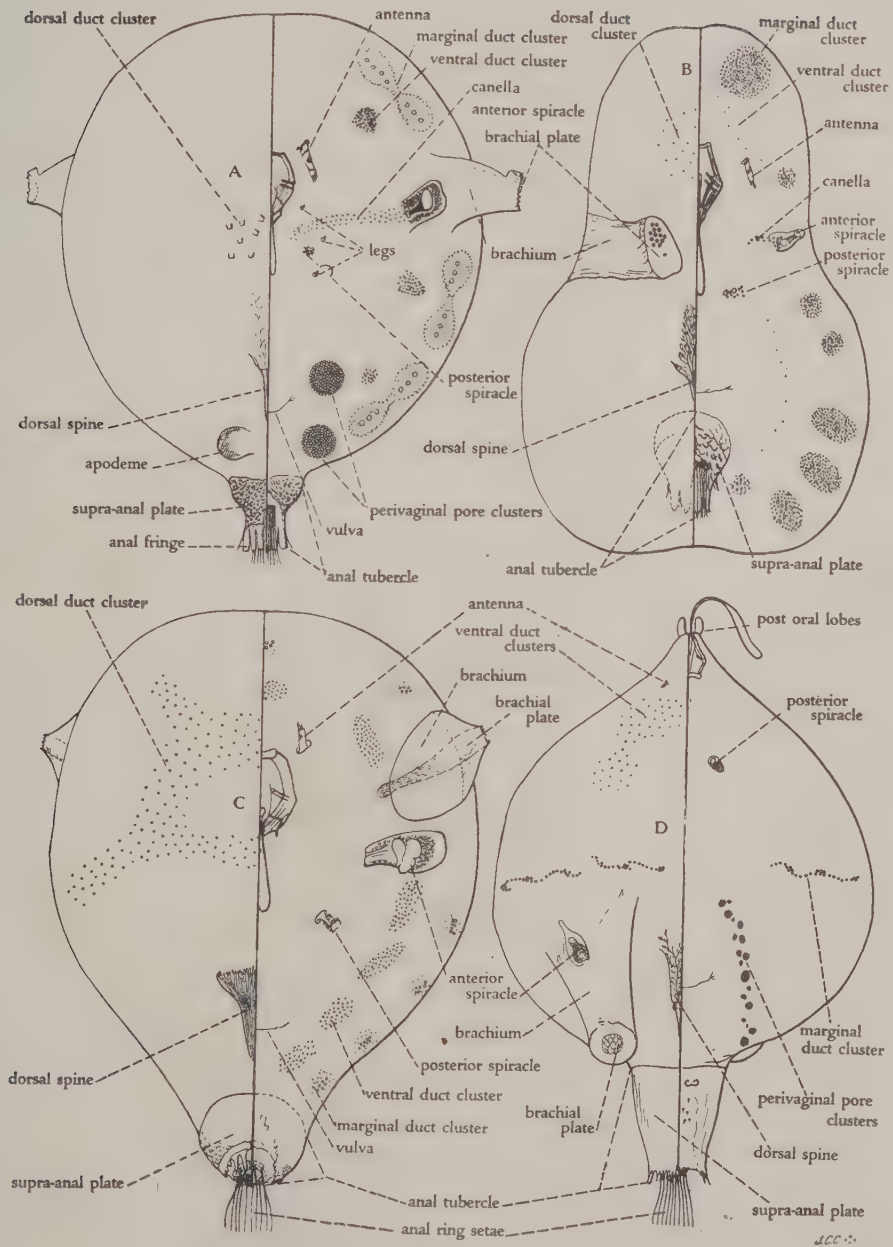 dorsal duct cluster
antenna
marginal duct cluster
ventral duct cluster
canella
anterior spiracle
brachial plate
A
legs
brachium
posterior
spiracle
dorsal spine
apodeme
supra-anal plate
anal fringe
vulva
perivaginal pore clusters
anal tubercle
dorsal duct
cluster
B
marginal duct
cluster
ventral duct
cluster
antenna
canella
anterior
spiracle
posterior
spiracle
dorsal spine
anal tubercle
supra-anal plate
dorsal duct cluster
antenna
ventral duct
clusters
brachium
brachial
plate
C
anterior
spiracle
posterior spiracle
ventral duct cluster
marginal duct cluster
vulva
dorsal spine
supra-anal plate
anal tubercle
anal ring setae
post oral lobes
posterior
spiracle
D
brachium
brachial
plate
marginal
duct cluster
perivaginal pore
clusters
dorsal spine
supra-anal plate
JCC